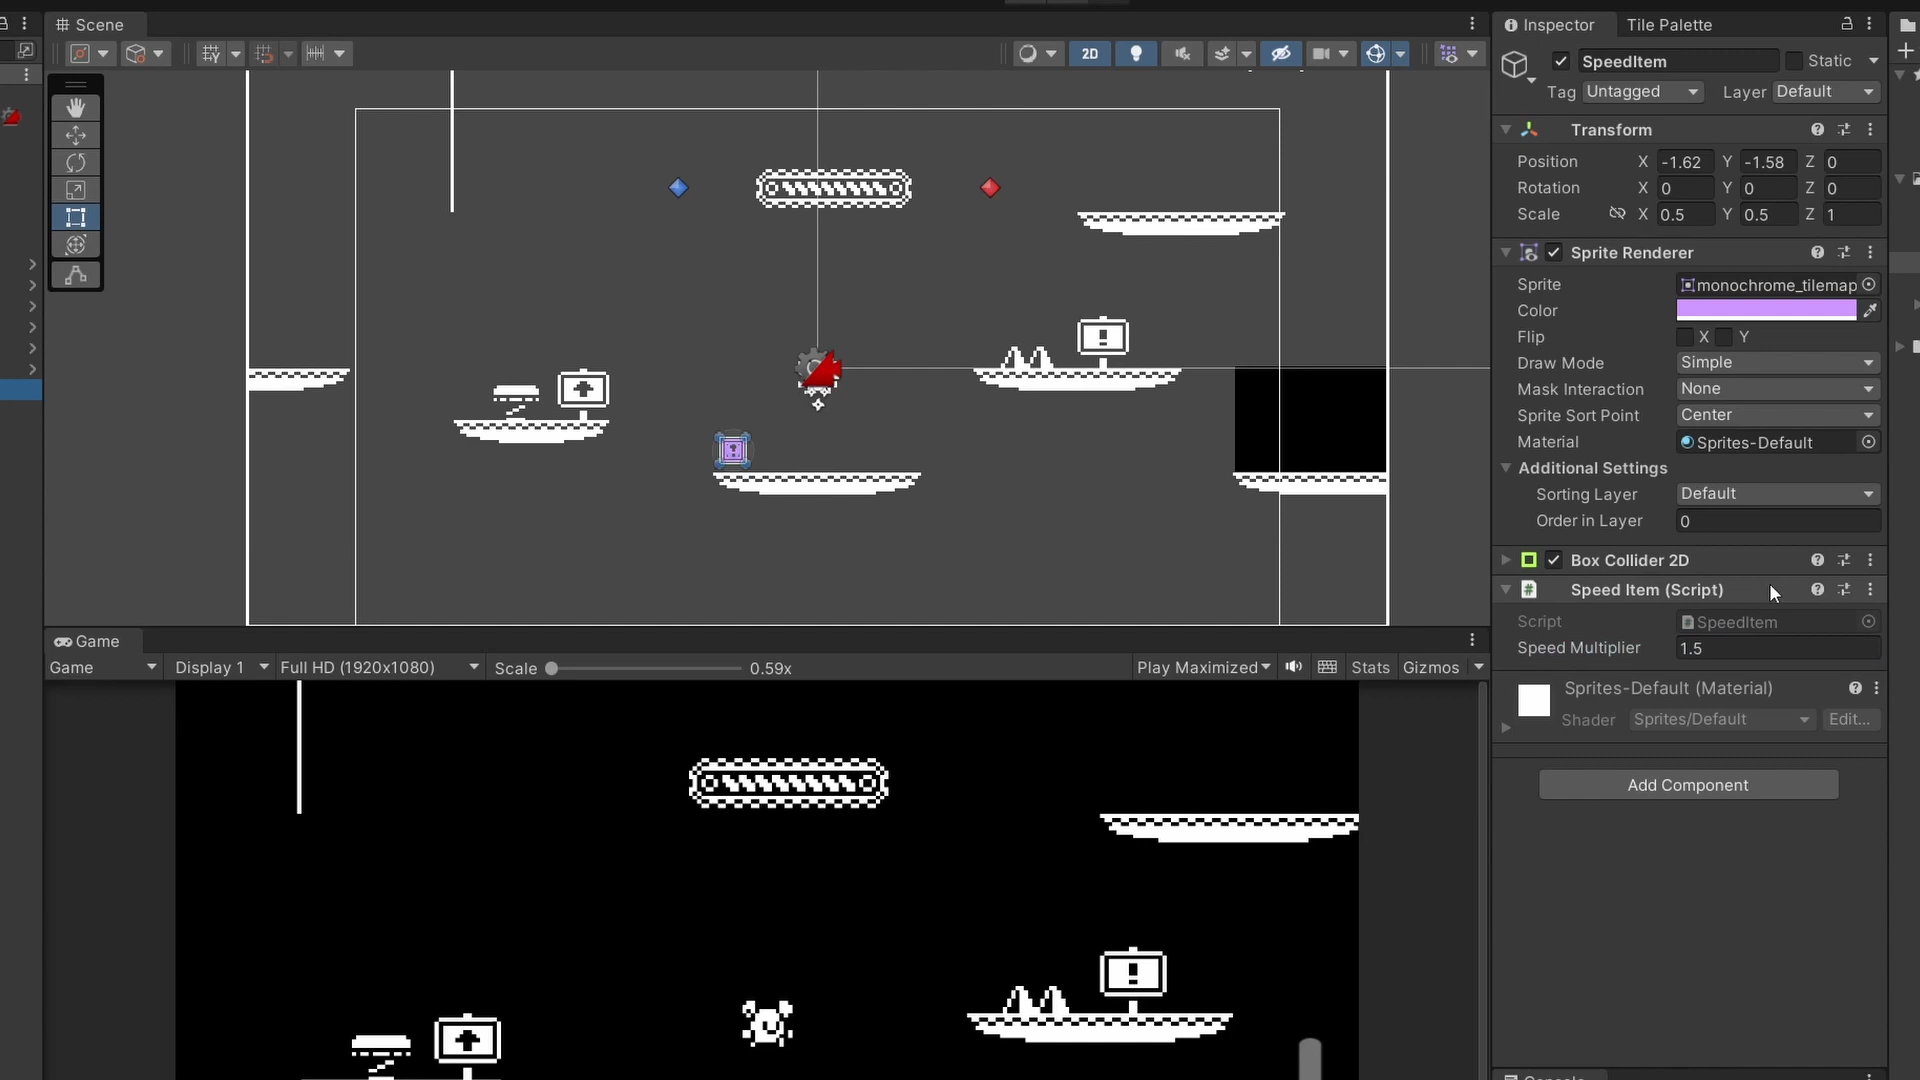 Scene
2D
Game
Game
Display 1
Full HD (1920x1080)
Scale
0.59x
Play Maximized
Stats
Gizmos
Inspector
Tile Palette
SpeedItem
Static
Tag
Untagged
Layer
Default
Transform
Position X -1.62 Y -1.58 Z 0
Rotation X 0 Y 0 Z 0
Scale X 0.5 Y 0.5 Z 1
Sprite Renderer
Sprite monochrome_tilemap
Color
Flip X Y
Draw Mode Simple
Mask Interaction None
Sprite Sort Point Center
Material Sprites-Default
Additional Settings
Sorting Layer Default
Order in Layer 0
Box Collider 2D
Speed Item (Script)
Script SpeedItem
Speed Multiplier 1.5
Sprites-Default (Material)
Shader Sprites/Default Edit...
Add Component
Console